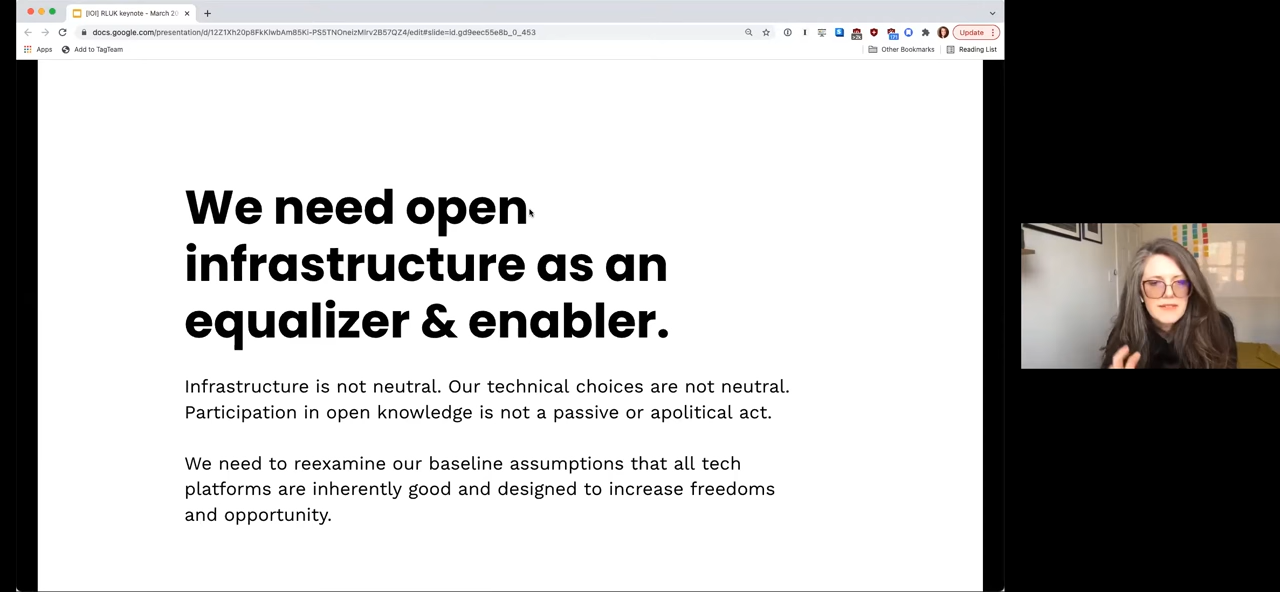 [IOI] RLUK keynote - March 20
docs.google.com/presentation/d/12Z1Xh20p8FkKlwbAm85Ki-PS5TNOneizMlrv2B57QZ4/edit#slide=id.gd9eec55e8b_0_453
Update
Apps
Add to TagTeam
Other Bookmarks
Reading List
We need open
infrastructure as an
equalizer & enabler.
Infrastructure is not neutral. Our technical choices are not neutral.
Participation in open knowledge is not a passive or apolitical act.
We need to reexamine our baseline assumptions that all tech
platforms are inherently good and designed to increase freedoms
and opportunity.